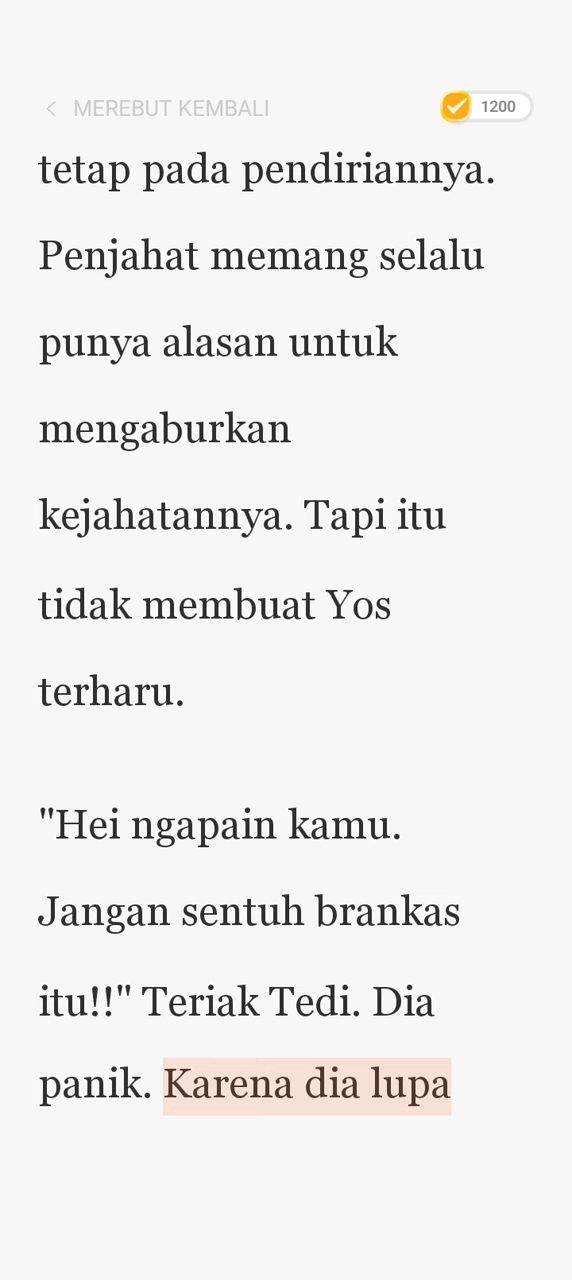 MEREBUT KEMBALI
1200
tetap pada pendiriannya.
Penjahat memang selalu
punya alasan untuk
mengaburkan
kejahatannya. Tapi itu
tidak membuat Yos
terharu.
"Hei ngapain kamu.
Jangan sentuh brankas
itu!!" Teriak Tedi. Dia
panik. Karena dia lupa